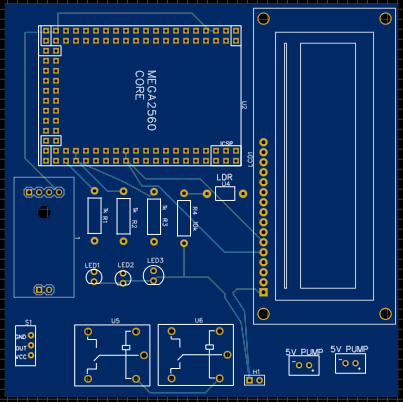 MEGA2560
CORE
U2
ICSP
LCD1
LDR
U4
1k
R1
1k
R2
1k
R3
R4
10k
1
LED1
LED2
LED3
S1
GND
OUT
VCC
U5
U6
H1
5V PUMP
5V PUMP